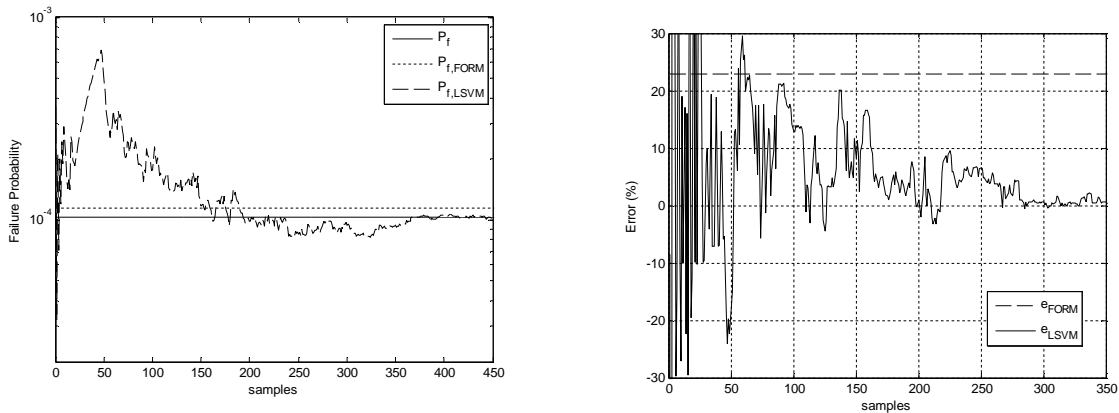 10^-3
10^-4
Failure Probability
0 50 100 150 200 250 300 350 400 450
samples
P_f
P_f,FORM
P_f,LSVM
30
20
10
0
-10
-20
-30
Error (%)
0 50 100 150 200 250 300 350
samples
e_FORM
e_LSVM